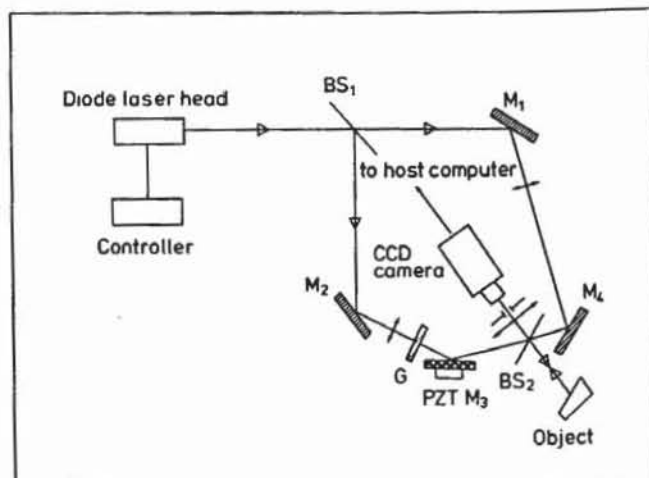 BS₁
M₁
Diode laser head
to host computer
Controller
CCD
camera
M₂
M₄
G
BS₂
PZT M₃
Object